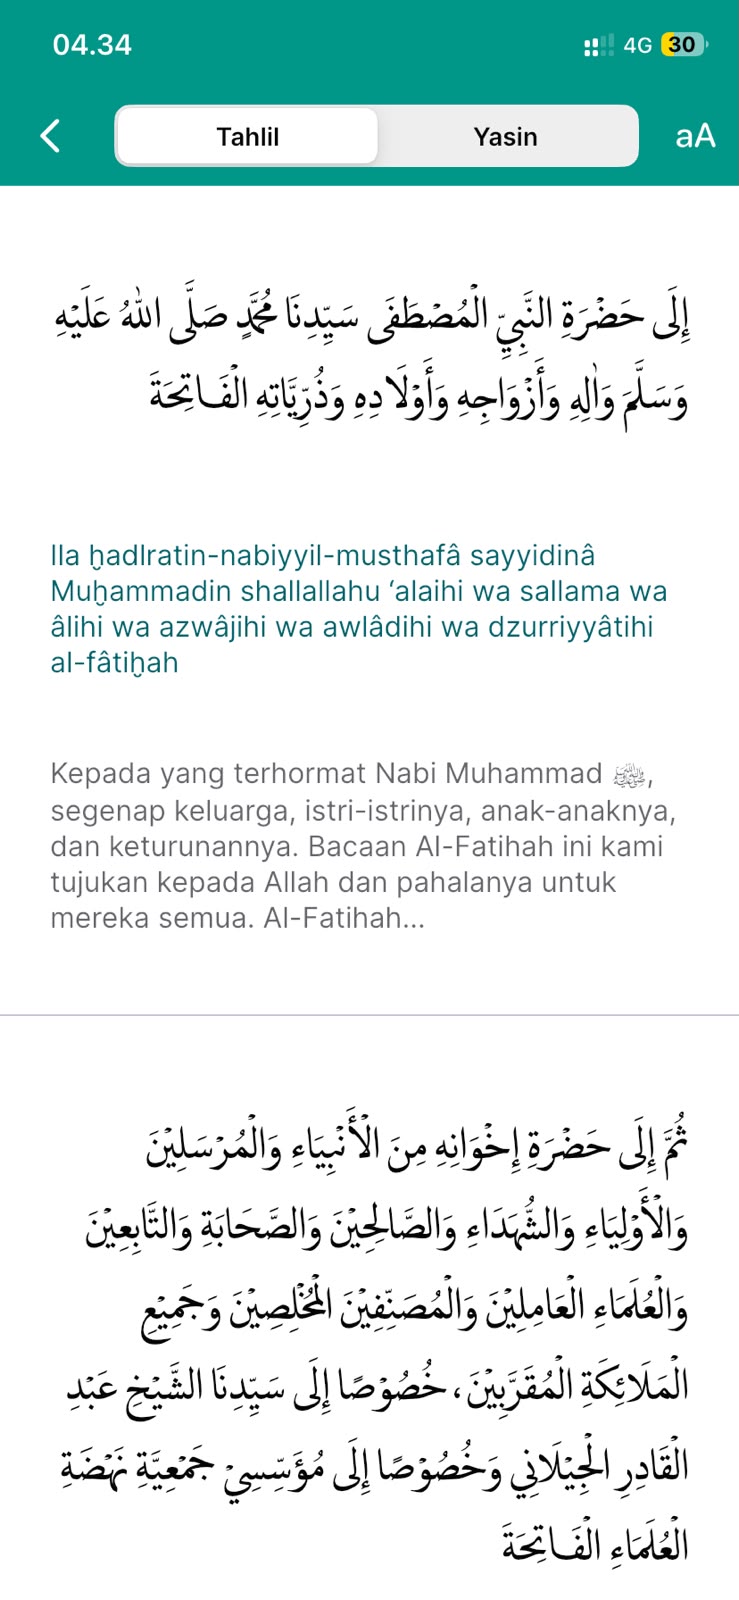 04.34
4G 30
Tahlil Yasin aA
إِلَى حَضْرَةِ النَّبِيِّ الْمُصْطَفَى سَيِّدِنَا مُحَمَّدٍ صَلَّى اللهُ عَلَيْهِ
وَسَلَّمَ وَاٰلِهِ وَأَزْوَاجِهِ وَأَوْلَادِهِ وَذُرِّيَّاتِهِ الْفَاتِحَةَ
Ila ḫadlratin-nabiyyil-musthafâ sayyidinâ
Muḫammadin shallallahu ‘alaihi wa sallama wa
âlihi wa azwâjihi wa awlâdihi wa dzurriyyâtihi
al-fâtiḫah
Kepada yang terhormat Nabi Muhammad ﷺ,
segenap keluarga, istri-istrinya, anak-anaknya,
dan keturunannya. Bacaan Al-Fatihah ini kami
tujukan kepada Allah dan pahalanya untuk
mereka semua. Al-Fatihah...
ثُمَّ إِلَى حَضْرَةِ إِخْوَانِهِ مِنَ الْأَنْبِيَاءِ وَالْمُرْسَلِيْنَ
وَالْأَوْلِيَاءِ وَالشُّهَدَاءِ وَالصَّالِحِيْنَ وَالصَّحَابَةِ وَالتَّابِعِيْنَ
وَالْعُلَمَاءِ الْعَامِلِيْنَ وَالْمُصَنِّفِيْنَ الْمُخْلِصِيْنَ وَجَمِيْعِ
الْمَلَائِكَةِ الْمُقَرَّبِيْنَ، خُصُوْصًا إِلَى سَيِّدِنَا الشَّيْخِ عَبْدِ
الْقَادِرِ الْجِيْلَانِي وَخُصُوْصًا إِلَى مُؤَسِّسِيْ جَمْعِيَّةِ نَهْضَةِ
الْعُلَمَاءِ الْفَاتِحَةَ